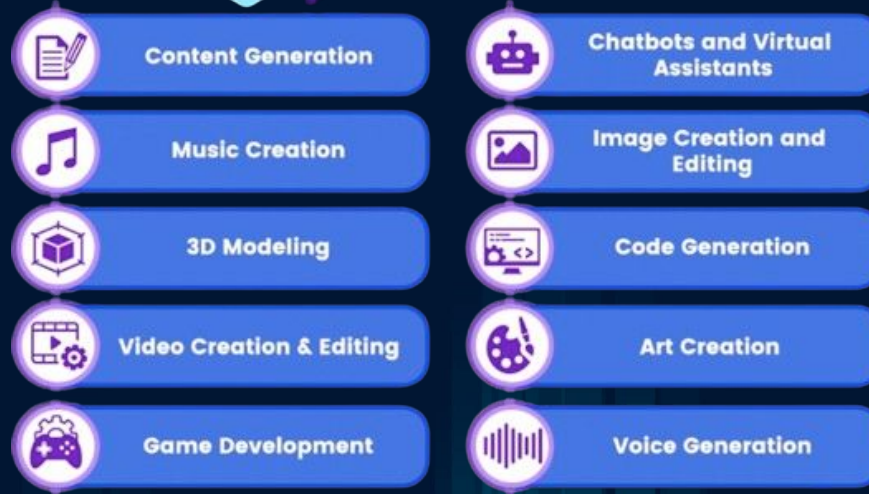 Content Generation
Chatbots and Virtual
Assistants
Music Creation
Image Creation and
Editing
3D Modeling
Code Generation
Video Creation & Editing
Art Creation
Game Development
Voice Generation